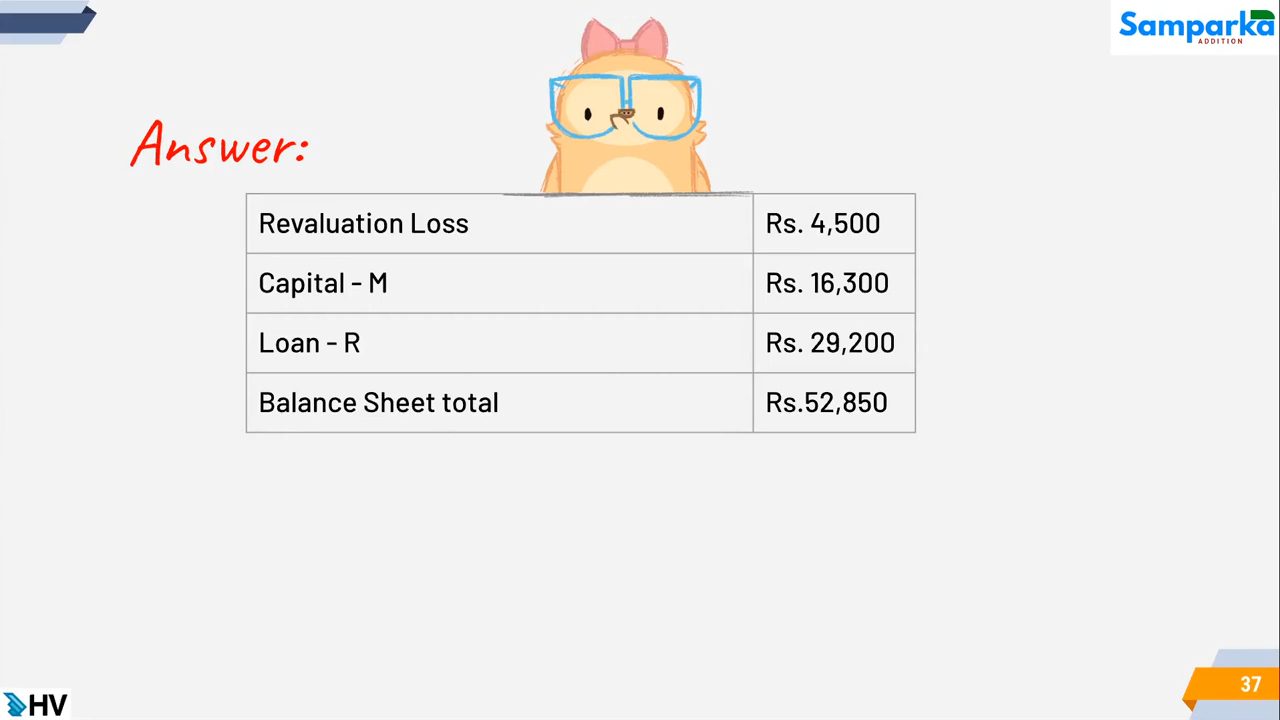 Samparka
ADDITION
Answer:
Revaluation Loss Rs. 4,500
Capital - M Rs. 16,300
Loan - R Rs. 29,200
Balance Sheet total Rs.52,850
HV
37